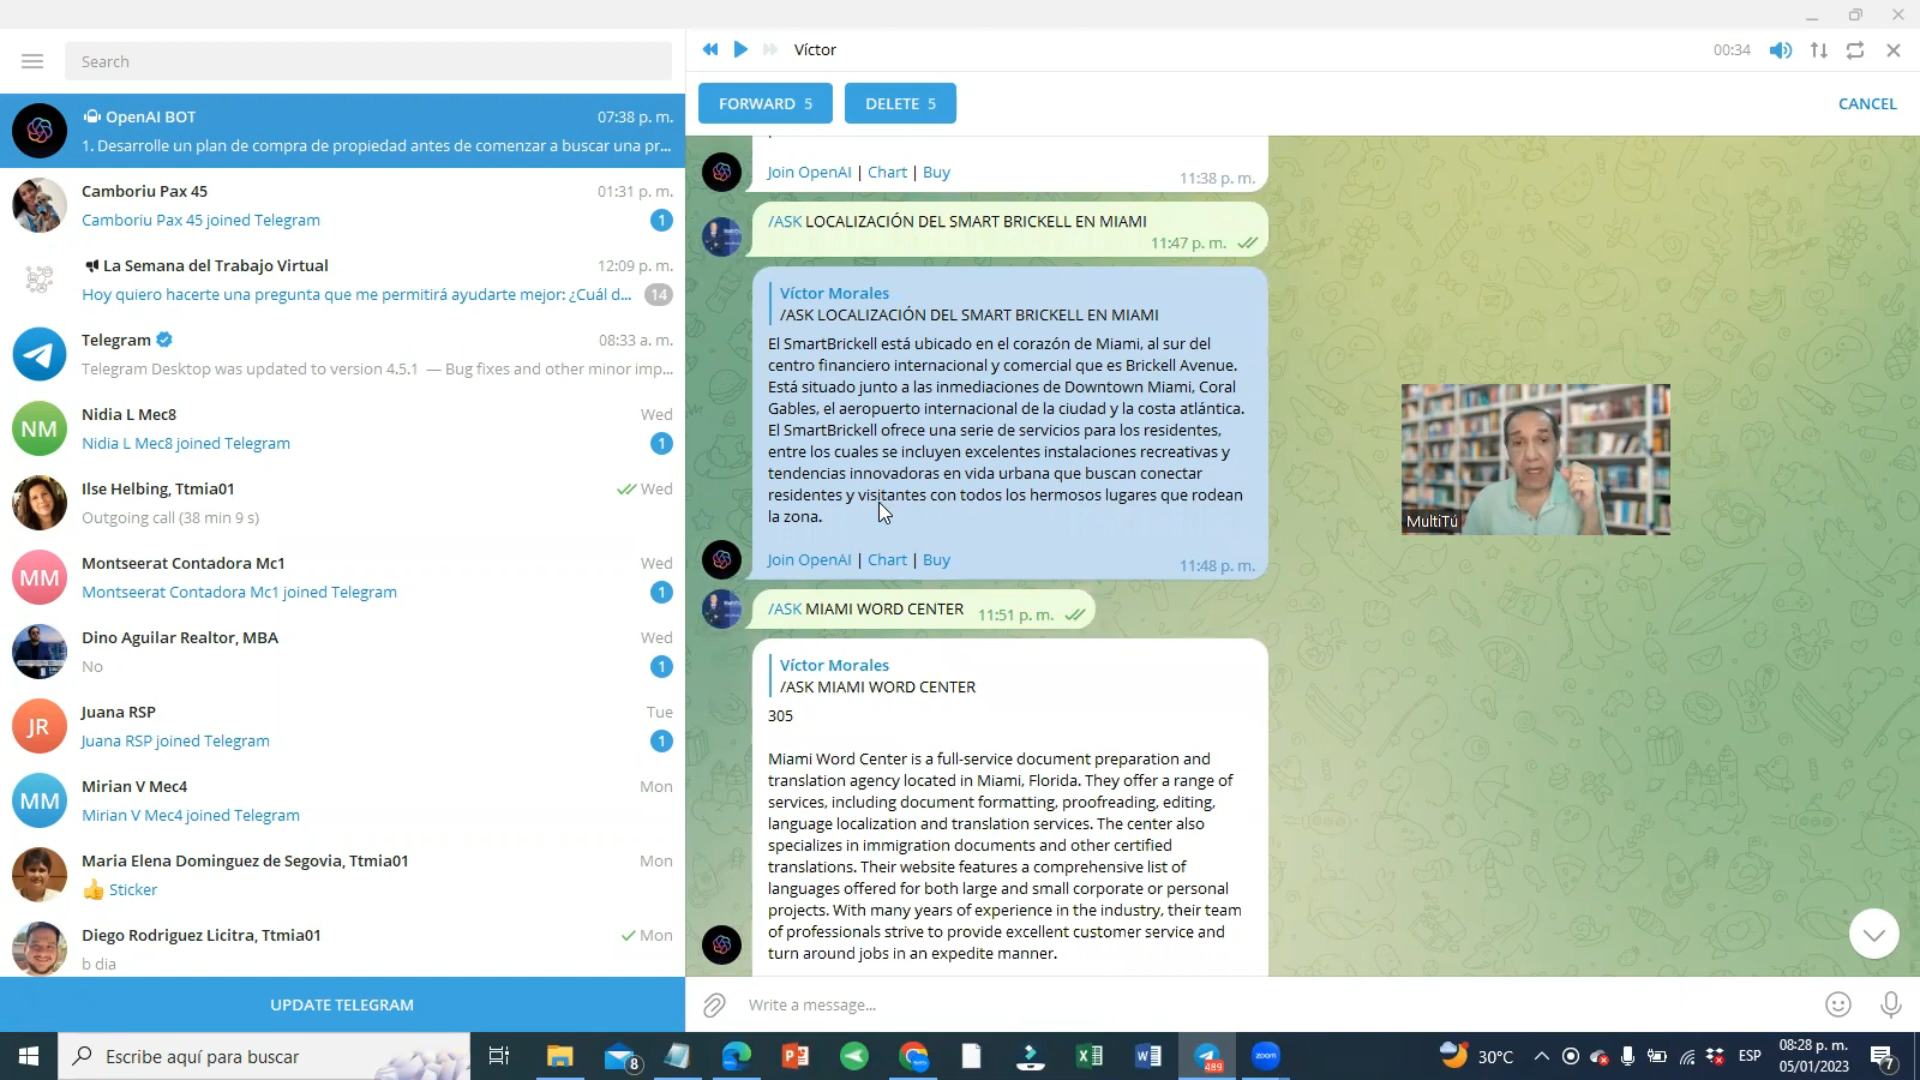 Search
OpenAI BOT
07:38 p. m.
1. Desarrolle un plan de compra de propiedad antes de comenzar a buscar una pr...
Camboriu Pax 45
01:31 p. m.
Camboriu Pax 45 joined Telegram
1
La Semana del Trabajo Virtual
12:09 p. m.
Hoy quiero hacerte una pregunta que me permitirá ayudarte mejor: ¿Cuál d...
14
Telegram
08:33 a. m.
Telegram Desktop was updated to version 4.5.1 — Bug fixes and other minor imp...
NM
Nidia L Mec8
Wed
Nidia L Mec8 joined Telegram
1
Ilse Helbing, Ttmia01
Wed
Outgoing call (38 min 9 s)
MM
Montseerat Contadora Mc1
Wed
Montseerat Contadora Mc1 joined Telegram
1
Dino Aguilar Realtor, MBA
Wed
No
1
JR
Juana RSP
Tue
Juana RSP joined Telegram
1
MM
Mirian V Mec4
Mon
Mirian V Mec4 joined Telegram
Maria Elena Dominguez de Segovia, Ttmia01
Mon
👍 Sticker
Diego Rodriguez Licitra, Ttmia01
Mon
b dia
UPDATE TELEGRAM
Víctor
00:34
FORWARD 5
DELETE 5
CANCEL
Join OpenAI | Chart | Buy
11:38 p. m.
/ASK LOCALIZACIÓN DEL SMART BRICKELL EN MIAMI
11:47 p. m.
Víctor Morales
/ASK LOCALIZACIÓN DEL SMART BRICKELL EN MIAMI
El SmartBrickell está ubicado en el corazón de Miami, al sur del
centro financiero internacional y comercial que es Brickell Avenue.
Está situado junto a las inmediaciones de Downtown Miami, Coral
Gables, el aeropuerto internacional de la ciudad y la costa atlántica.
El SmartBrickell ofrece una serie de servicios para los residentes,
entre los cuales se incluyen excelentes instalaciones recreativas y
tendencias innovadoras en vida urbana que buscan conectar
residentes y visitantes con todos los hermosos lugares que rodean
la zona.
Join OpenAI | Chart | Buy
11:48 p. m.
/ASK MIAMI WORD CENTER
11:51 p. m.
Víctor Morales
/ASK MIAMI WORD CENTER
305
Miami Word Center is a full-service document preparation and
translation agency located in Miami, Florida. They offer a range of
services, including document formatting, proofreading, editing,
language localization and translation services. The center also
specializes in immigration documents and other certified
translations. Their website features a comprehensive list of
languages offered for both large and small corporate or personal
projects. With many years of experience in the industry, their team
of professionals strive to provide excellent customer service and
turn around jobs in an expedite manner.
MultiTú
Write a message...
Escribe aquí para buscar
8
489
zoom
30°C
ESP
08:28 p. m.
05/01/2023
7